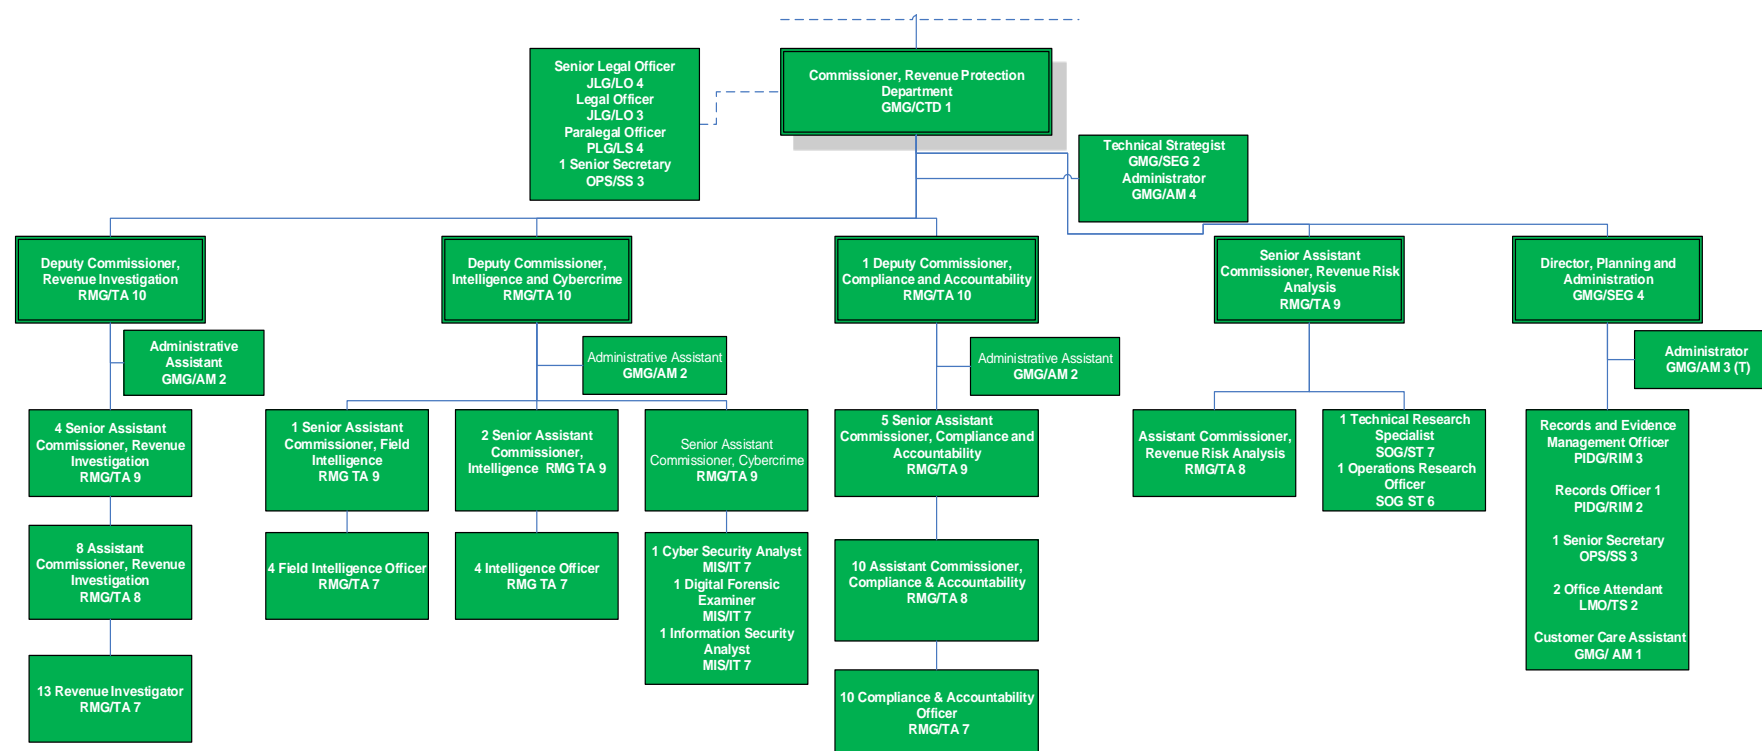 Senior Legal Officer
JLG/LO 4
Legal Officer
JLG/LO 3
Paralegal Officer
PLG/LS 4
1 Senior Secretary
OPS/SS 3
Commissioner, Revenue Protection
Department
GMG/CTD 1
Technical Strategist
GMG/SEG 2
Administrator
GMG/AM 4
Deputy Commissioner,
Revenue Investigation
RMG/TA 10
Deputy Commissioner,
Intelligence and Cybercrime
RMG/TA 10
1 Deputy Commissioner,
Compliance and Accountability
RMG/TA 10
Senior Assistant
Commissioner, Revenue Risk
Analysis
RMG/TA 9
Director, Planning and
Administration
GMG/SEG 4
Administrative
Assistant
GMG/AM 2
Administrative Assistant
GMG/AM 2
Administrative Assistant
GMG/AM 2
Administrator
GMG/AM 3 (T)
4 Senior Assistant
Commissioner, Revenue
Investigation
RMG/TA 9
1 Senior Assistant
Commissioner, Field
Intelligence
RMG TA 9
2 Senior Assistant
Commissioner,
Intelligence RMG TA 9
Senior Assistant
Commissioner, Cybercrime
RMG/TA 9
5 Senior Assistant
Commissioner, Compliance and
Accountability
RMG/TA 9
Assistant Commissioner,
Revenue Risk Analysis
RMG/TA 8
1 Technical Research
Specialist
SOG/ST 7
1 Operations Research
Officer
SOG ST 6
Records and Evidence
Management Officer
PIDG/RIM 3
Records Officer 1
PIDG/RIM 2
1 Senior Secretary
OPS/SS 3
2 Office Attendant
LMO/TS 2
Customer Care Assistant
GMG/ AM 1
8 Assistant
Commissioner, Revenue
Investigation
RMG/TA 8
4 Field Intelligence Officer
RMG/TA 7
4 Intelligence Officer
RMG TA 7
1 Cyber Security Analyst
MIS/IT 7
1 Digital Forensic
Examiner
MIS/IT 7
1 Information Security
Analyst
MIS/IT 7
10 Assistant Commissioner,
Compliance & Accountability
RMG/TA 8
13 Revenue Investigator
RMG/TA 7
10 Compliance & Accountability
Officer
RMG/TA 7